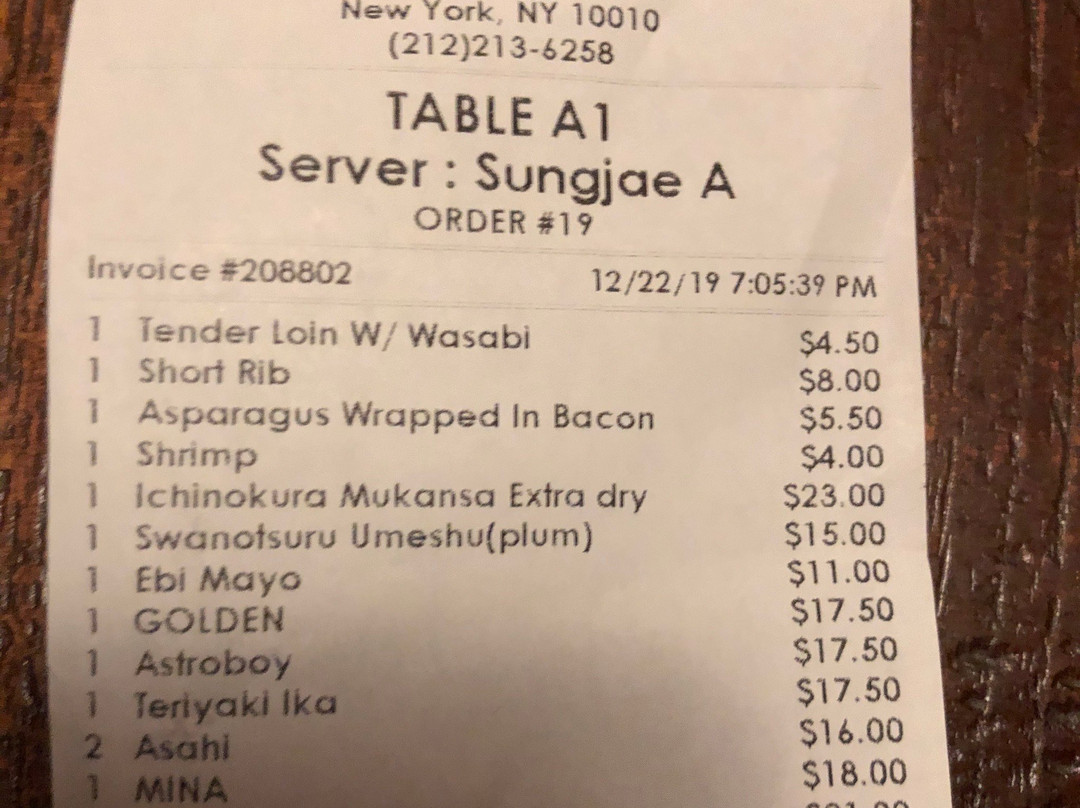 New York, NY 10010
(212)213-6258
TABLE A1
Server : Sungjae A
ORDER #19
Invoice #208802 12/22/19 7:05:39 PM
1 Tender Loin W/ Wasabi $4.50
1 Short Rib $8.00
1 Asparagus Wrapped In Bacon $5.50
1 Shrimp $4.00
1 Ichinokura Mukansa Extra dry $23.00
1 Swanotsuru Umeshu(plum) $15.00
1 Ebi Mayo $11.00
1 GOLDEN $17.50
1 Astroboy $17.50
1 Teriyaki Ika $17.50
2 Asahi $16.00
1 MINA $18.00